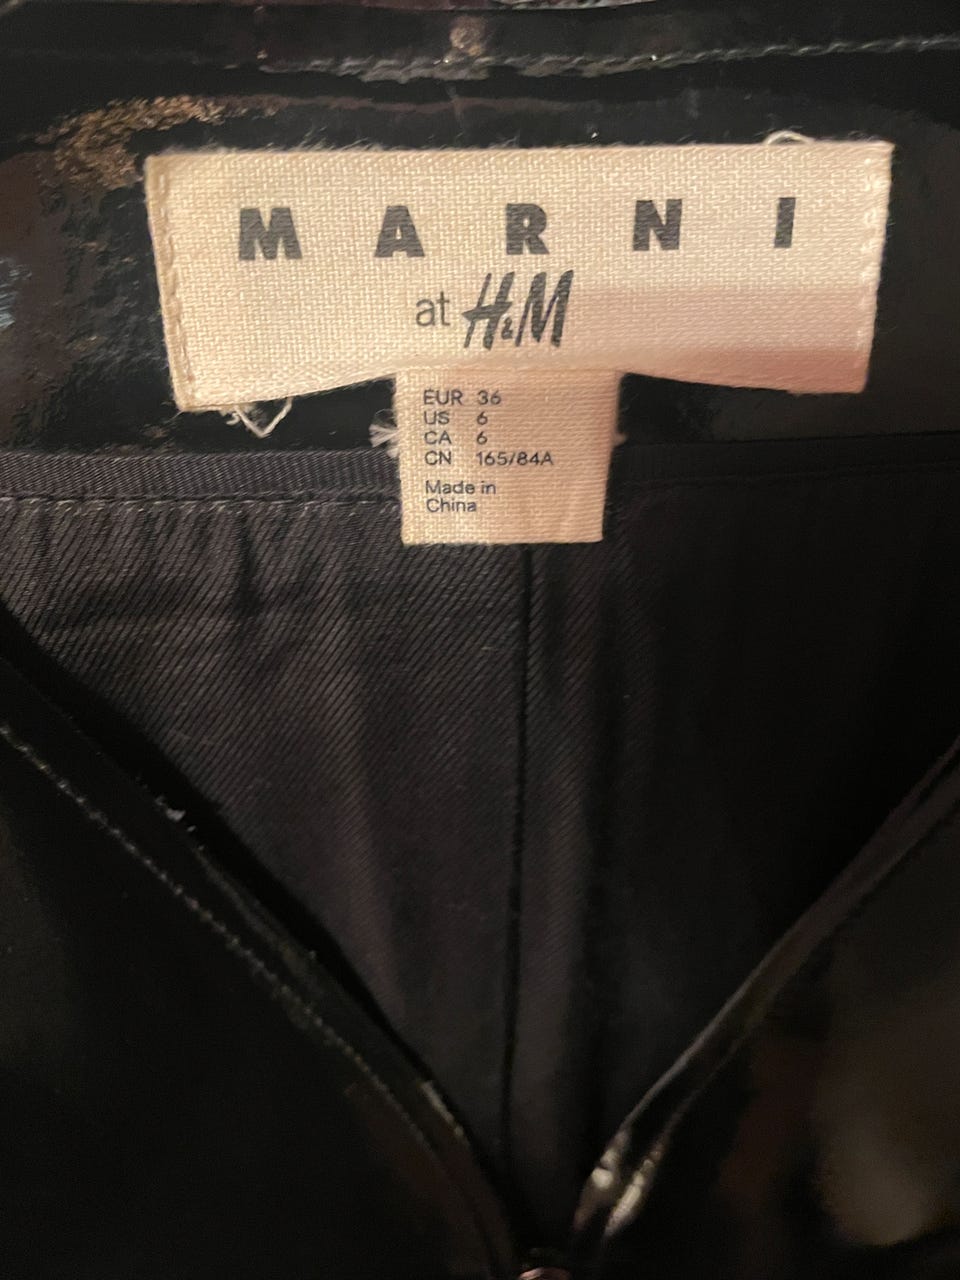 MARNI
at H&M
EUR 36
US 6
CA 6
CN 165/84A
Made in
China